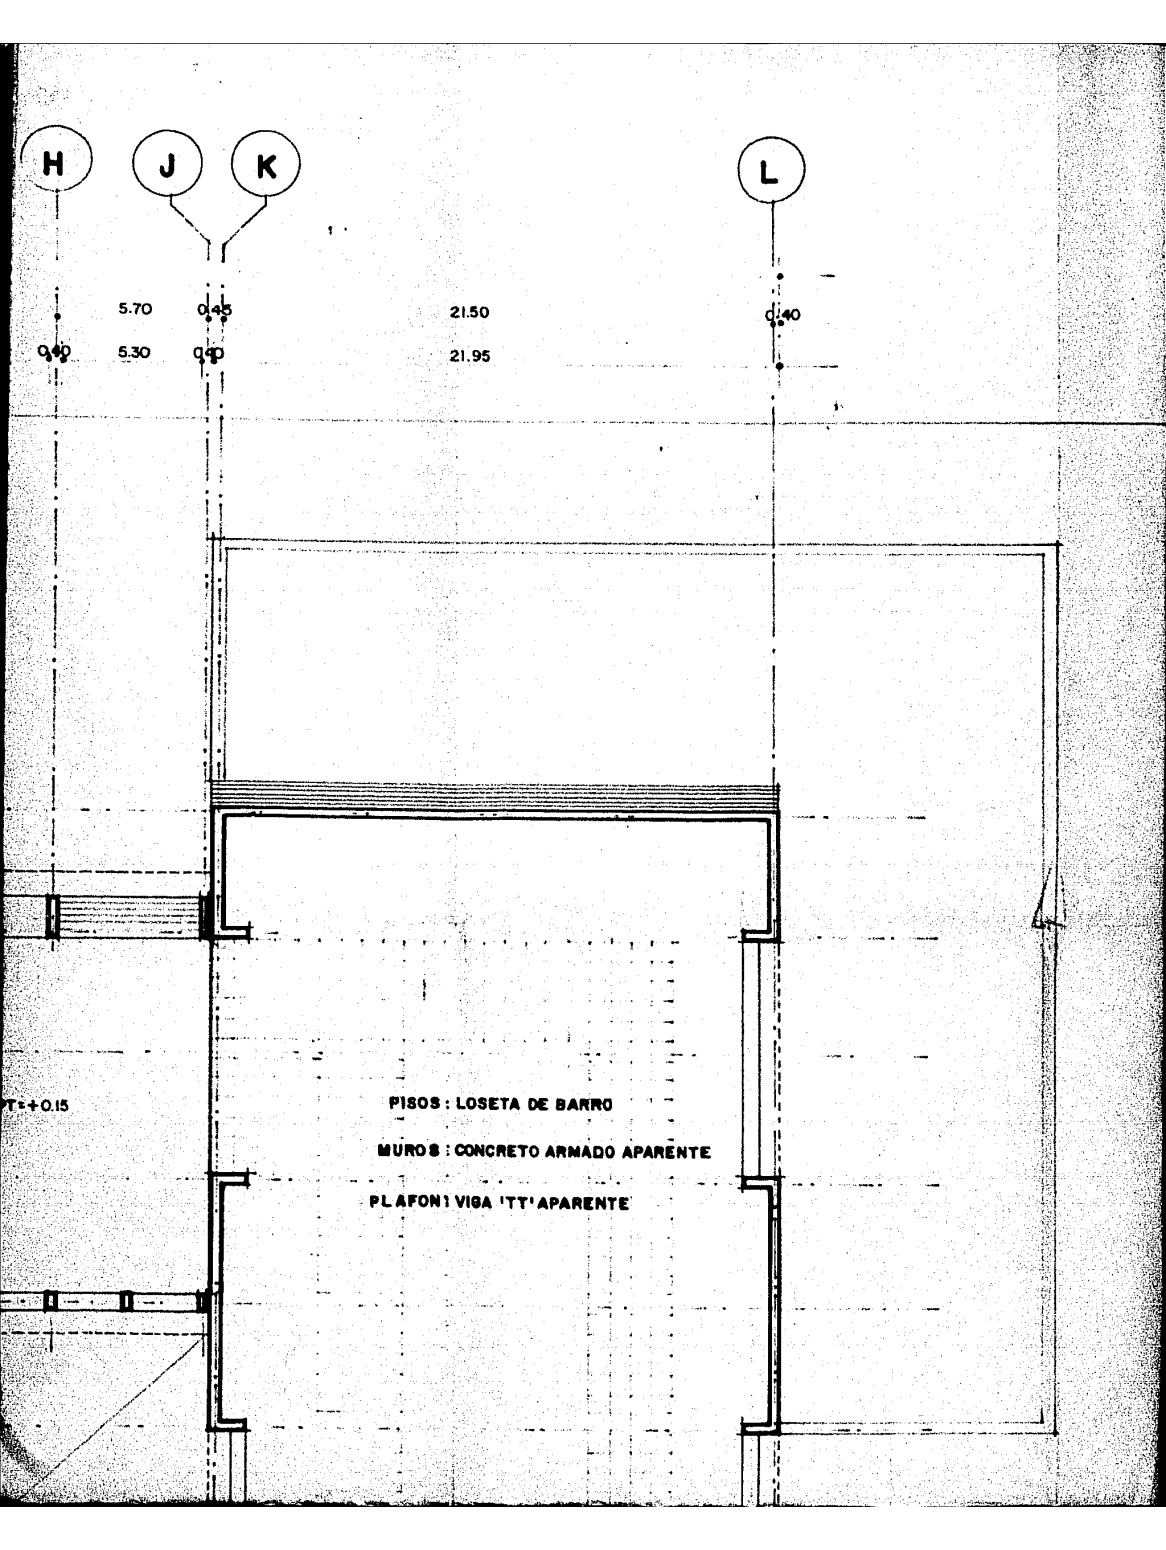 H J K L
5.70 0.45 21.50 0.40
0.40 5.30 0.40 21.95
T=+0.15
PISOS : LOSETA DE BARRO
MUROS : CONCRETO ARMADO APARENTE
PLAFON : VIGA 'TT' APARENTE